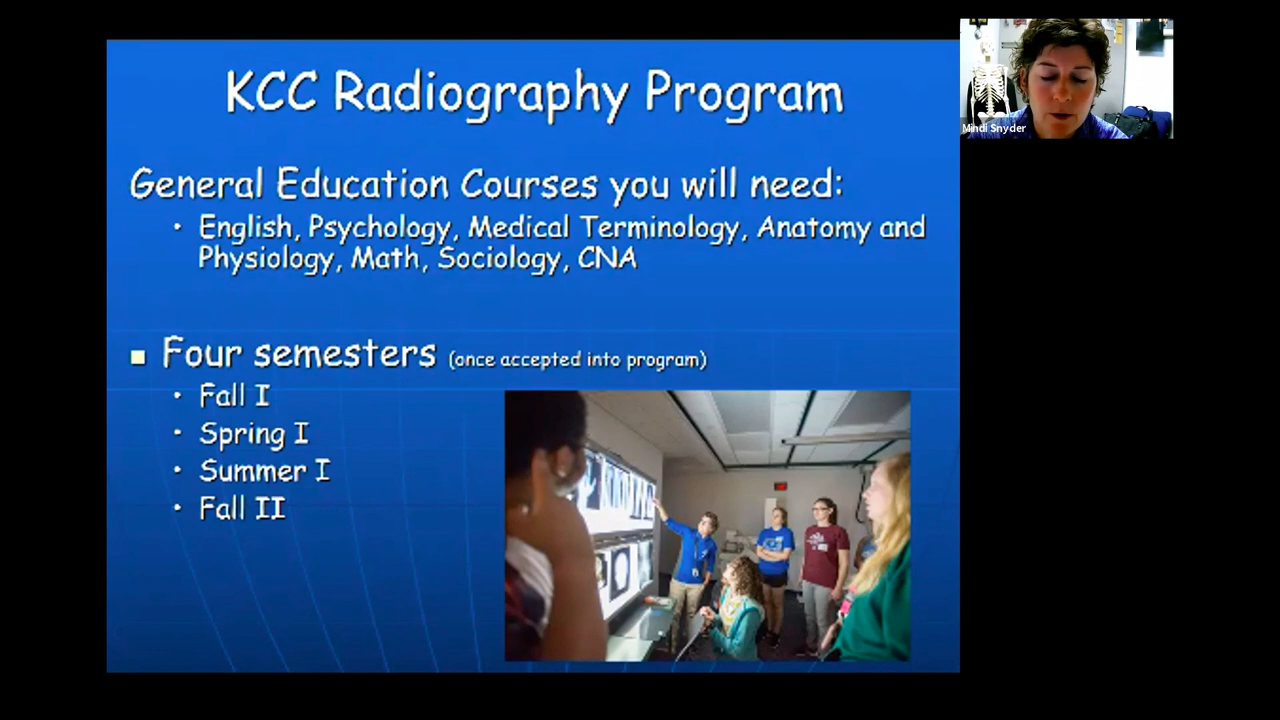 KCC Radiography Program
General Education Courses you will need:
• English, Psychology, Medical Terminology, Anatomy and
Physiology, Math, Sociology, CNA
Four semesters (once accepted into program)
• Fall I
• Spring I
• Summer I
• Fall II
Mindi Snyder